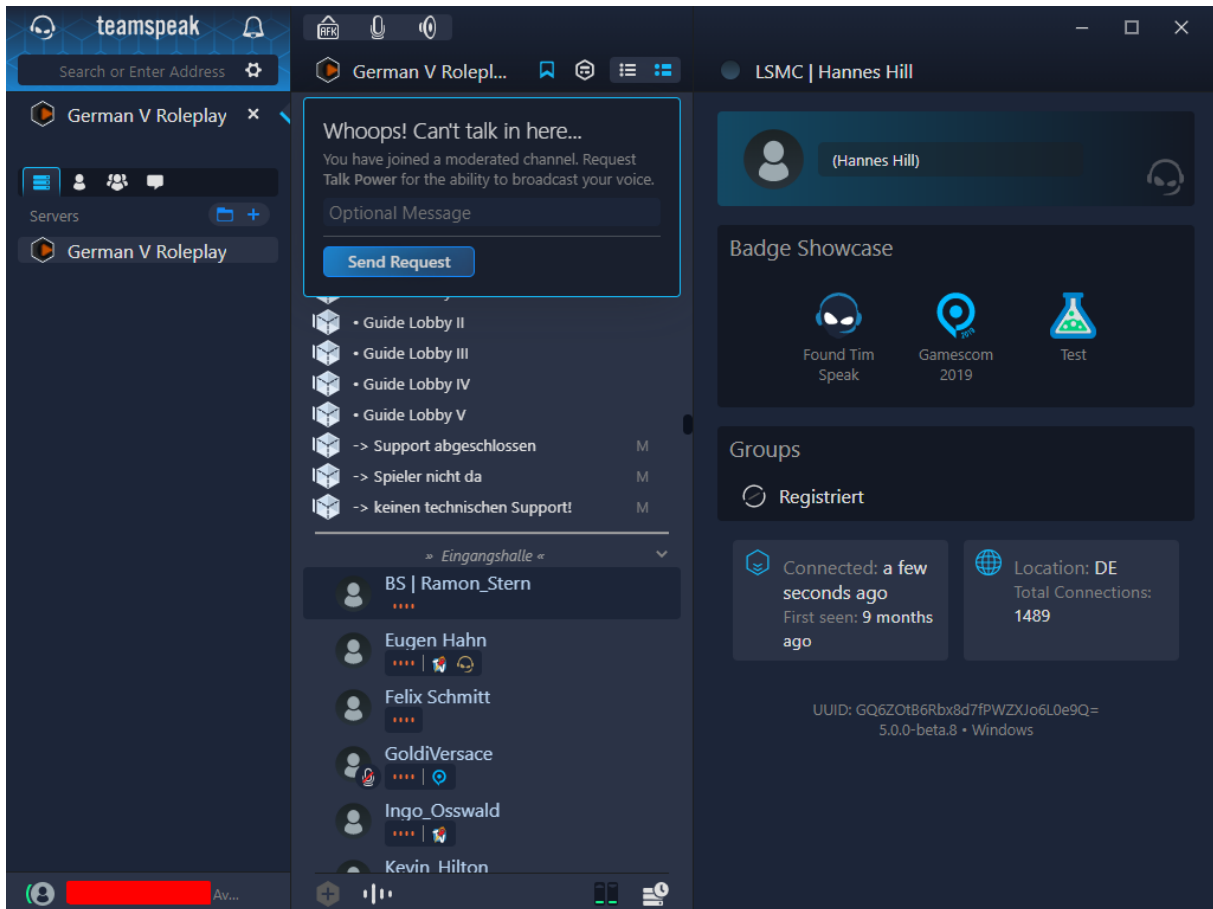 teamspeak
Search or Enter Address
German V Roleplay
Servers
German V Roleplay
Av...
AFK
German V Rolepl...
Whoops! Can't talk in here...
You have joined a moderated channel. Request
Talk Power for the ability to broadcast your voice.
Optional Message
Send Request
• Guide Lobby II
• Guide Lobby III
• Guide Lobby IV
• Guide Lobby V
-> Support abgeschlossen M
-> Spieler nicht da M
-> keinen technischen Support! M
» Eingangshalle «
BS | Ramon_Stern
Eugen Hahn
Felix Schmitt
GoldiVersace
Ingo_Osswald
Kevin_Hilton
LSMC | Hannes Hill
(Hannes Hill)
Badge Showcase
Found Tim
Speak
Gamescom
2019
Test
Groups
Registriert
Connected: a few
seconds ago
First seen: 9 months
ago
Location: DE
Total Connections:
1489
UUID: GQ6ZOtB6Rbx8d7fPWZXJo6L0e9Q=
5.0.0-beta.8 • Windows